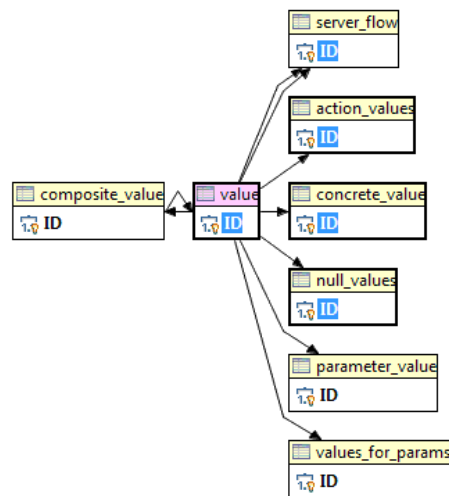 server_flow
ID
action_values
ID
composite_value
ID
value
ID
concrete_value
ID
null_values
ID
parameter_value
ID
values_for_params
ID